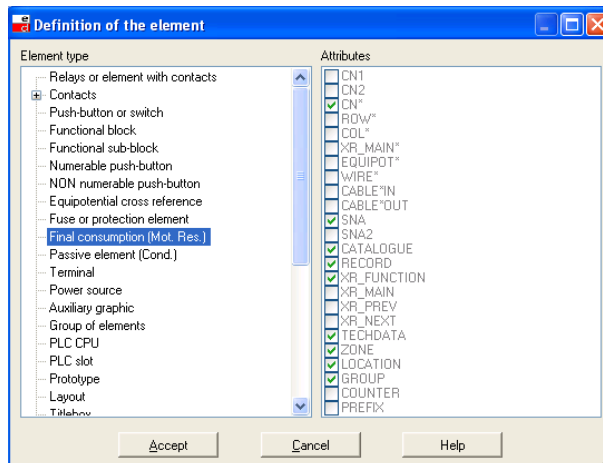 Definition of the element
Element type
Relays or element with contacts
Contacts
Push-button or switch
Functional block
Functional sub-block
Numerable push-button
NON numerable push-button
Equipotential cross reference
Fuse or protection element
Final consumption (Mot. Res.)
Passive element (Cond.)
Terminal
Power source
Auxiliary graphic
Group of elements
PLC CPU
PLC slot
Prototype
Layout
Titlebox
Attributes
CN1
CN2
CN*
ROW*
COL*
XR_MAIN*
EQUIPOT*
WIRE*
CABLE*IN
CABLE*OUT
SNA
SNA2
CATALOGUE
RECORD
XR_FUNCTION
XR_MAIN
XR_PREV
XR_NEXT
TECHDATA
ZONE
LOCATION
GROUP
COUNTER
PREFIX
Accept
Cancel
Help